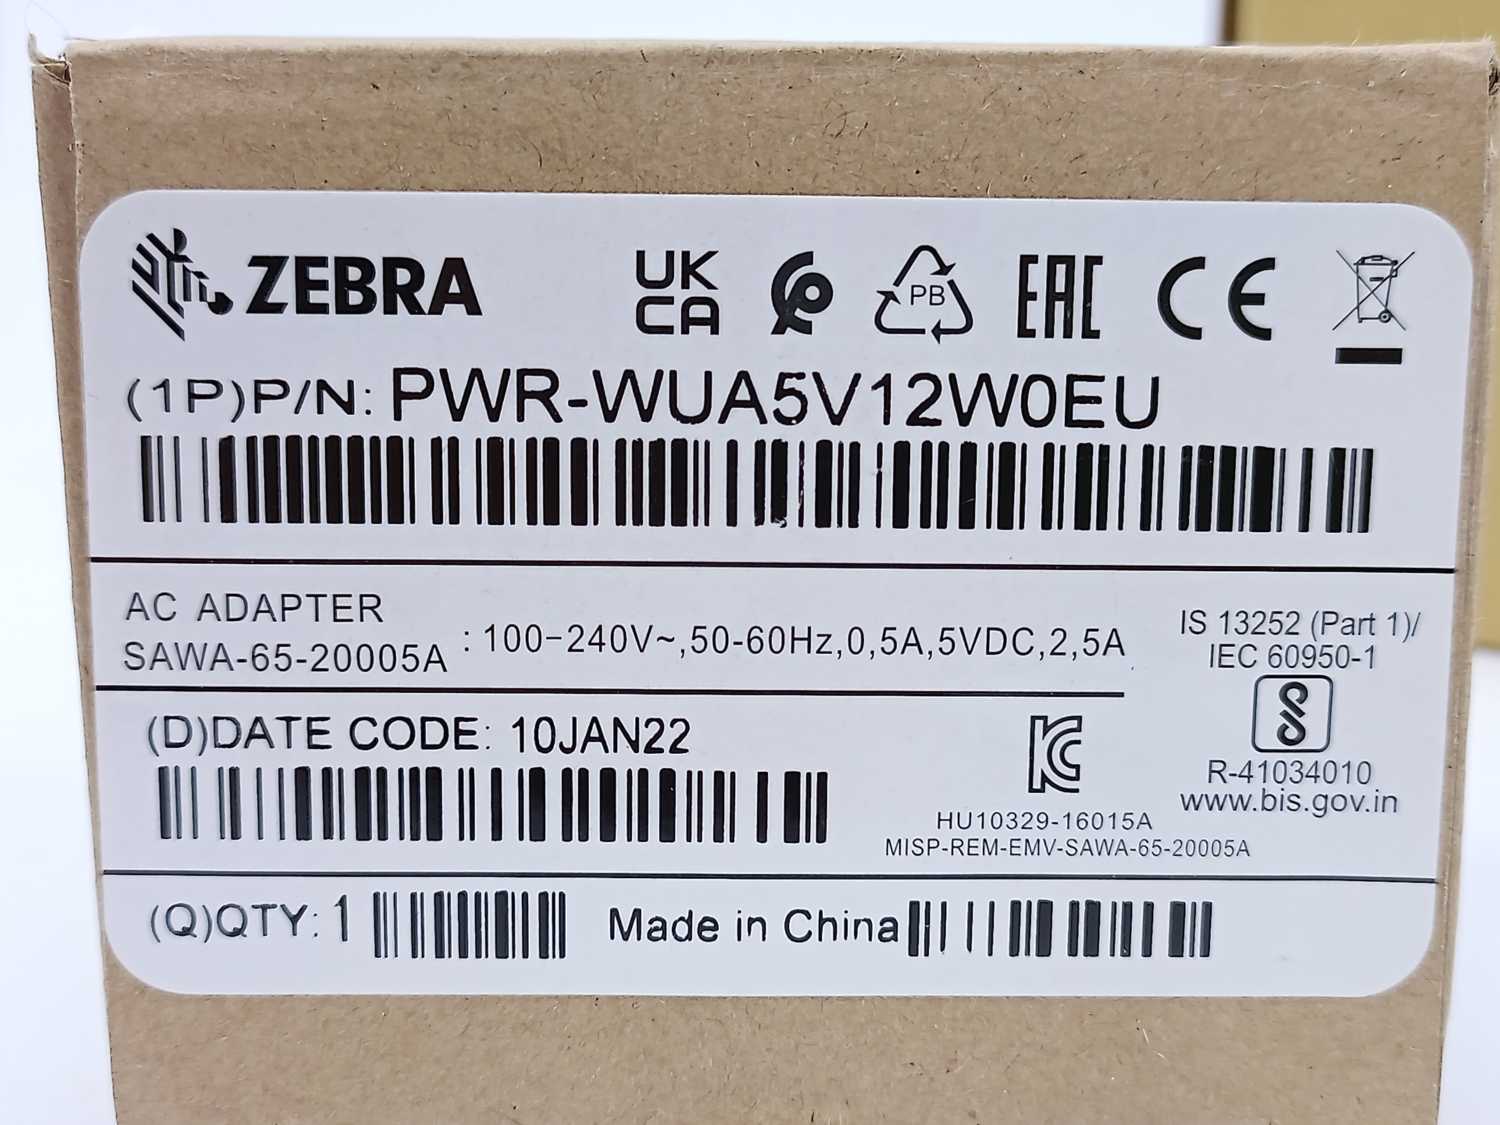 ZEBRA
UK
CA
PB
EAC
CE
(1P)P/N: PWR-WUA5V12W0EU
AC ADAPTER
SAWA-65-20005A
: 100-240V~,50-60Hz,0,5A,5VDC,2,5A
IS 13252 (Part 1)/
IEC 60950-1
R-41034010
www.bis.gov.in
(D)DATE CODE: 10JAN22
HU10329-16015A
MISP-REM-EMV-SAWA-65-20005A
(Q)QTY: 1
Made in China